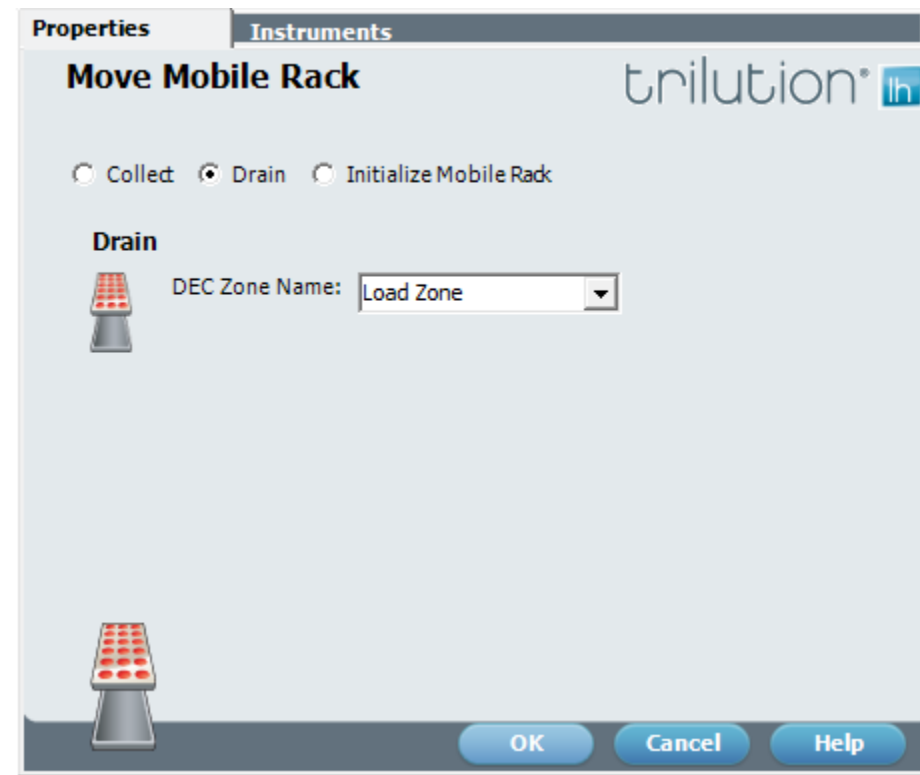 Properties Instruments
Move Mobile Rack trilution® lh
Collect Drain Initialize Mobile Rack
Drain
DEC Zone Name: Load Zone
OK Cancel Help